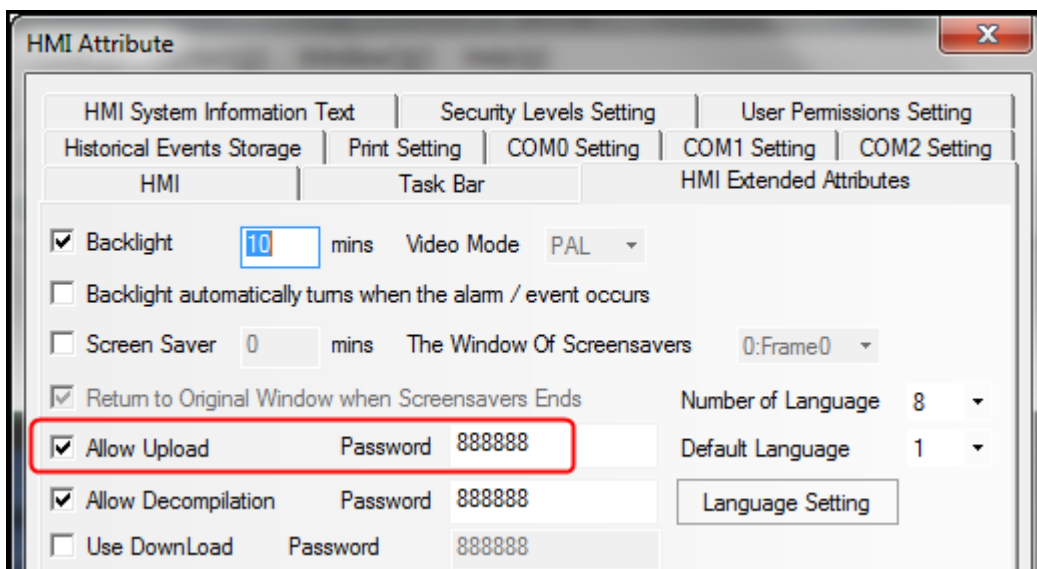 HMI Attribute
HMI System Information Text Security Levels Setting User Permissions Setting
Historical Events Storage Print Setting COM0 Setting COM1 Setting COM2 Setting
HMI Task Bar HMI Extended Attributes
Backlight 10 mins Video Mode PAL
Backlight automatically turns when the alarm / event occurs
Screen Saver 0 mins The Window Of Screensavers 0:Frame0
Return to Original Window when Screensavers Ends Number of Language 8
Allow Upload Password 888888 Default Language 1
Allow Decompilation Password 888888 Language Setting
Use DownLoad Password 888888